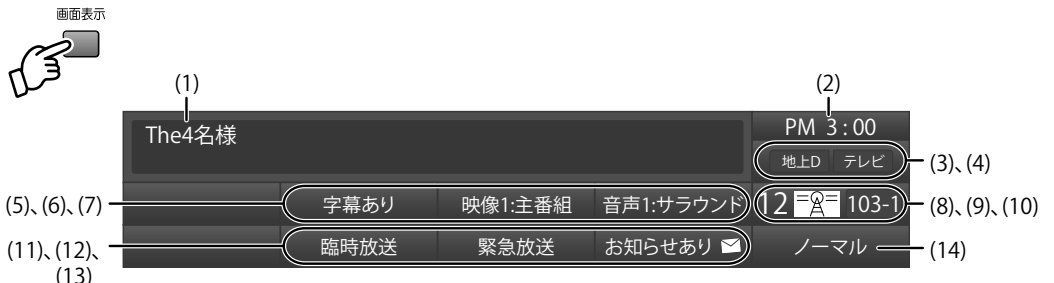 画面表示
(1)
(2)
The4名様
PM 3:00
地上D テレビ
(3)、(4)
(5)、(6)、(7)
字幕あり 映像1:主番組 音声1:サラウンド
12 103-1
(8)、(9)、(10)
(11)、(12)、
(13)
臨時放送 緊急放送 お知らせあり
ノーマル
(14)